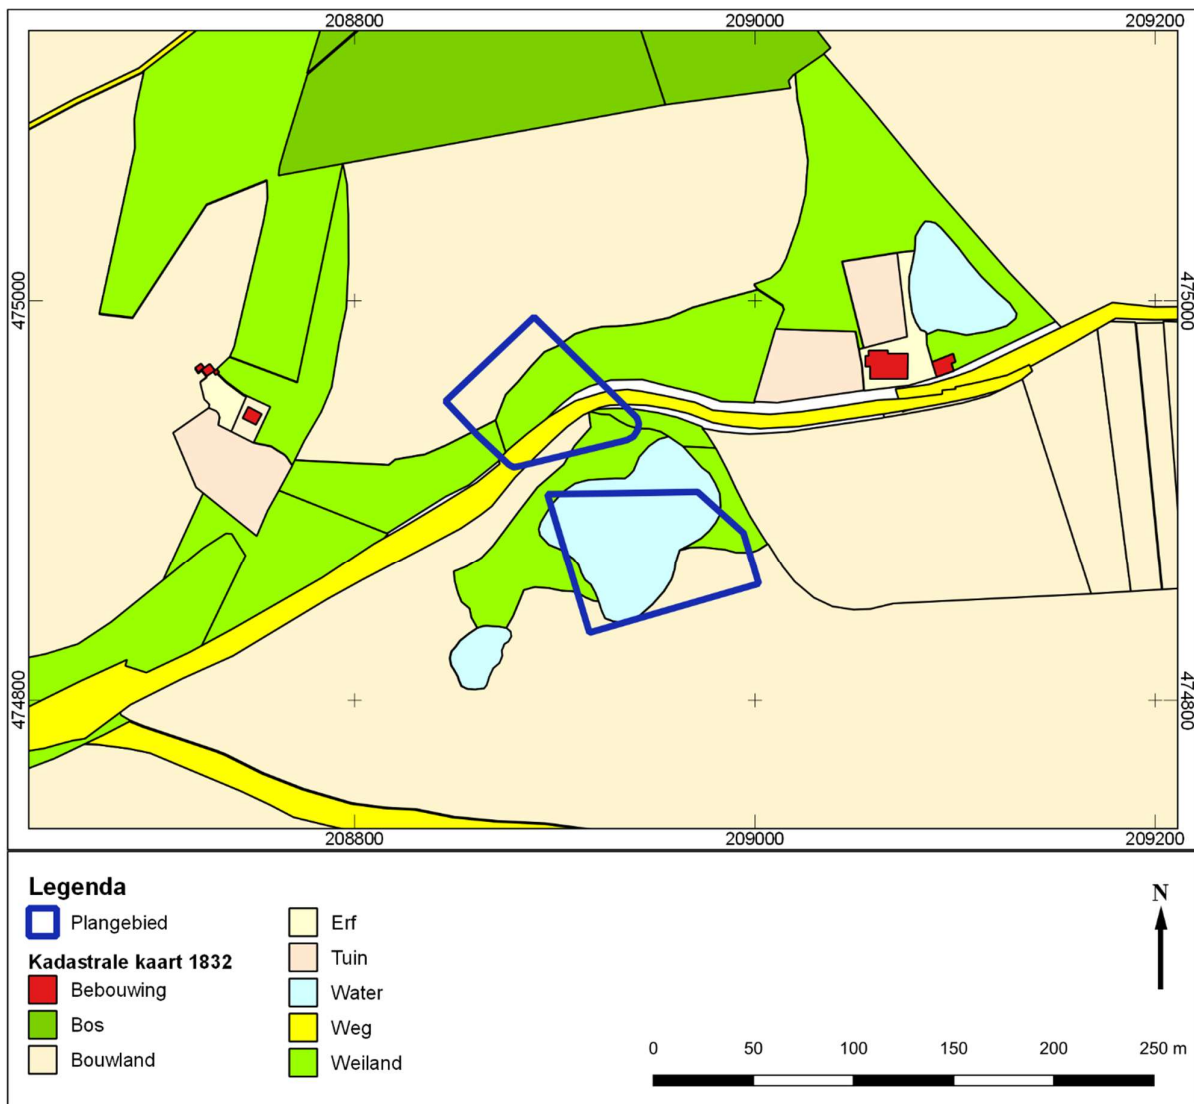 208800 209000 209200
475000 475000
474800 474800
208800 209000 209200
Legenda
Plangebied
Kadastrale kaart 1832
Bebouwing
Bos
Bouwland
Erf
Tuin
Water
Weg
Weiland
N
0 50 100 150 200 250 m